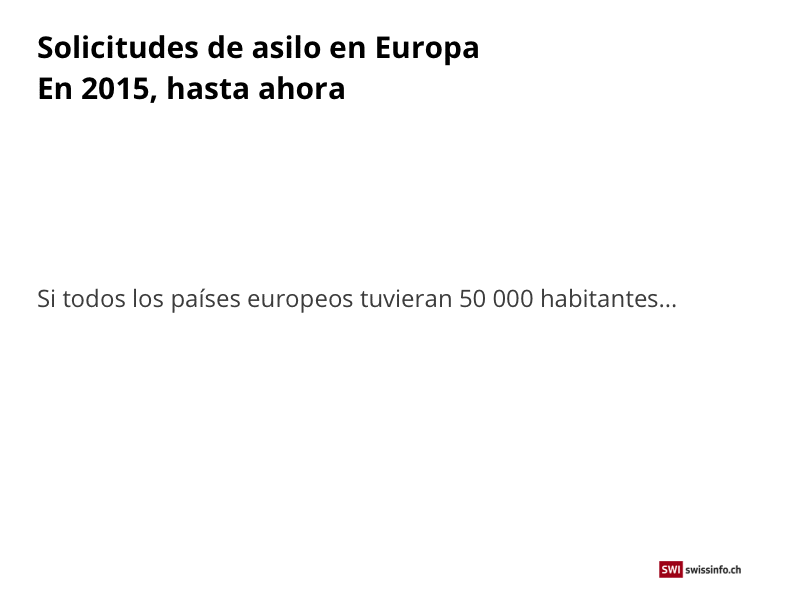 Solicitudes de asilo en Europa
En 2015, hasta ahora
Si todos los países europeos tuvieran 50 000 habitantes...
SWI swissinfo.ch